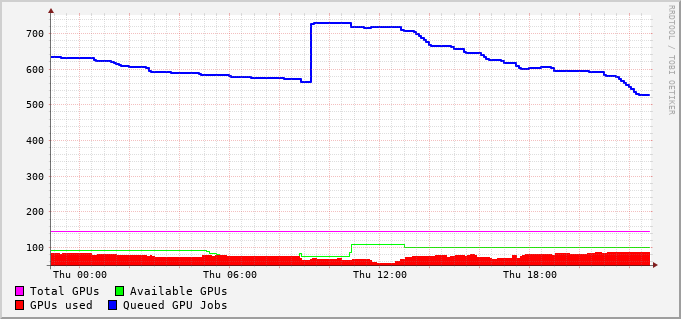 700
600
500
400
300
200
100
Thu 00:00 Thu 06:00 Thu 12:00 Thu 18:00
Total GPUs Available GPUs
GPUs used Queued GPU Jobs
RRDTOOL / TOBI OETIKER